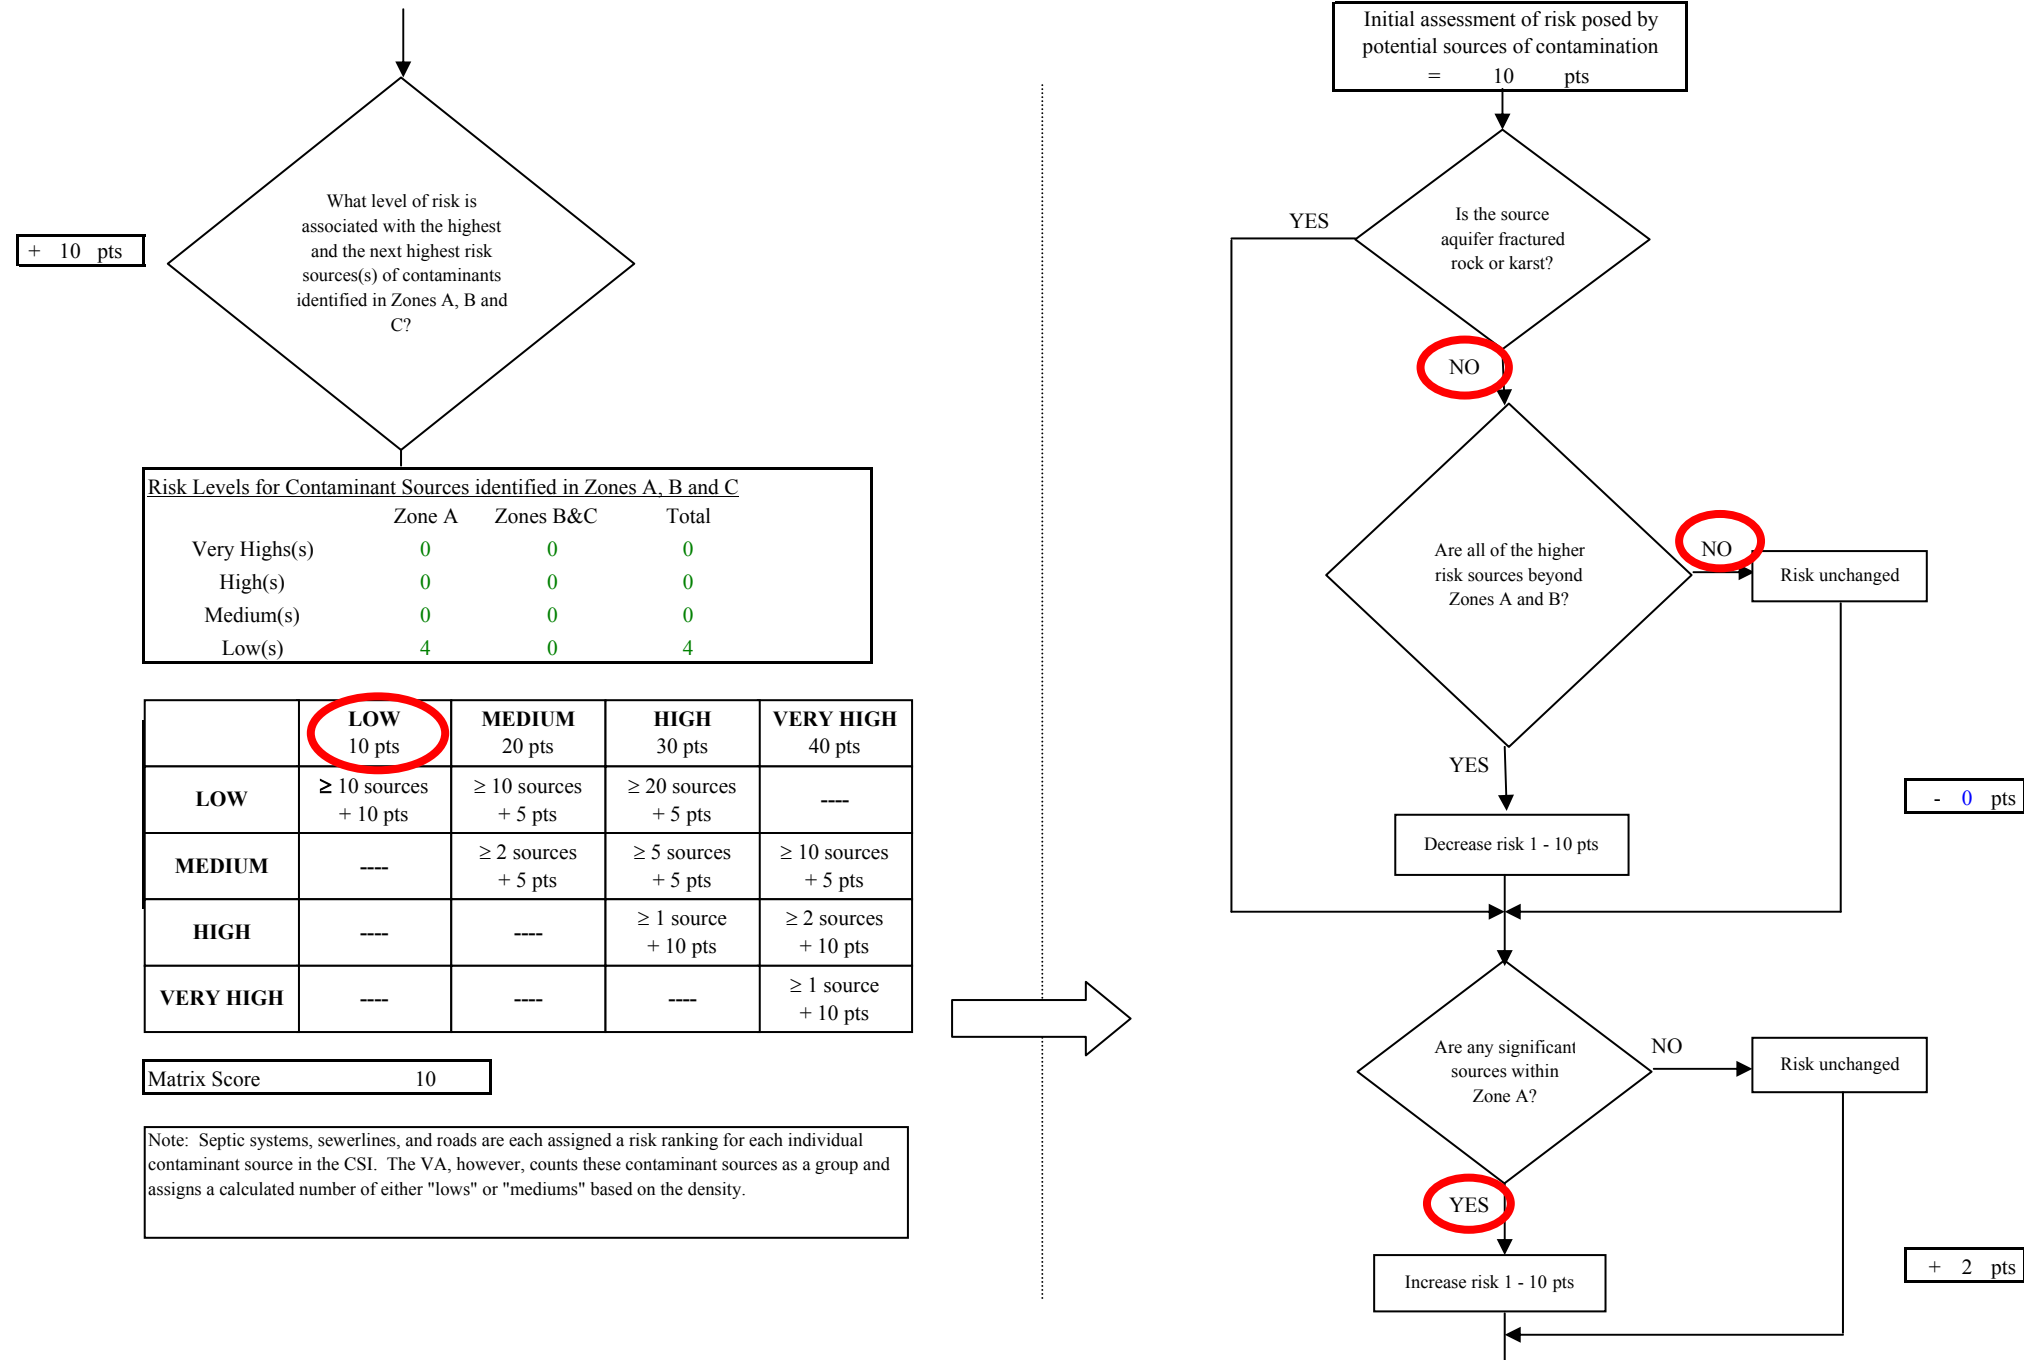 What level of risk is
associated with the highest
and the next highest risk
sources(s) of contaminants
identified in Zones A, B and
C?
+ 10 pts
Risk Levels for Contaminant Sources identified in Zones A, B and C
Zone A Zones B&C Total
Very Highs(s) 0 0 0
High(s) 0 0 0
Medium(s) 0 0 0
Low(s) 4 0 4
LOW MEDIUM HIGH VERY HIGH
10 pts 20 pts 30 pts 40 pts
LOW ≥ 10 sources ≥ 10 sources ≥ 20 sources ----
+ 10 pts + 5 pts + 5 pts
MEDIUM ---- ≥ 2 sources ≥ 5 sources ≥ 10 sources
+ 5 pts + 5 pts + 5 pts
HIGH ---- ---- ≥ 1 source ≥ 2 sources
+ 10 pts + 10 pts
VERY HIGH ---- ---- ---- ≥ 1 source
+ 10 pts
Matrix Score 10
Note: Septic systems, sewerlines, and roads are each assigned a risk ranking for each individual
contaminant source in the CSI. The VA, however, counts these contaminant sources as a group and
assigns a calculated number of either "lows" or "mediums" based on the density.
Initial assessment of risk posed by
potential sources of contamination
= 10 pts
Is the source
aquifer fractured
rock or karst?
YES
NO
Are all of the higher
risk sources beyond
Zones A and B?
NO
Risk unchanged
YES
Decrease risk 1 - 10 pts
- 0 pts
Are any significant
sources within
Zone A?
NO
Risk unchanged
YES
Increase risk 1 - 10 pts
+ 2 pts